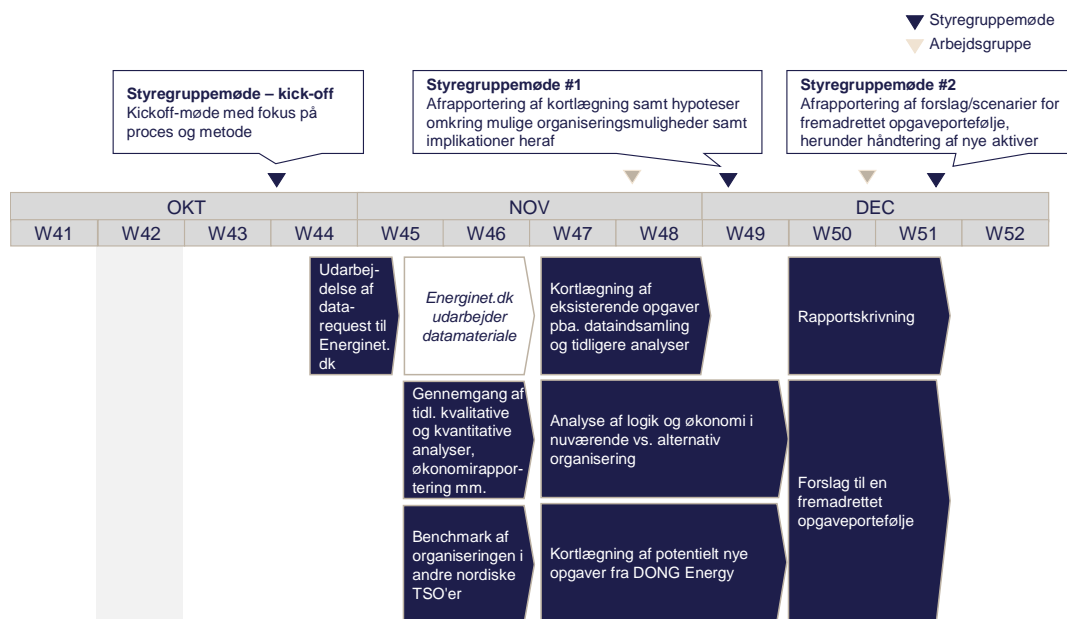 Styregruppemøde
Arbejdsgruppe
Styregruppemøde – kick-off
Kickoff-møde med fokus på
proces og metode
Styregruppemøde #1
Afrapportering af kortlægning samt hypoteser
omkring mulige organiseringsmuligheder samt
implikationer heraf
Styregruppemøde #2
Afrapportering af forslag/scenarier for
fremadrettet opgaveportefølje,
herunder håndtering af nye aktiver
OKT NOV DEC
W41 W42 W43 W44 W45 W46 W47 W48 W49 W50 W51 W52
Udarbej-
delse af
data-
request til
Energinet.
dk
Energinet.dk
udarbejder
datamateriale
Kortlægning af
eksisterende opgaver
pba. dataindsamling
og tidligere analyser
Rapportskrivning
Gennemgang af
tidl. kvalitative
og kvantitative
analyser,
økonomirappor-
tering mm.
Analyse af logik og økonomi i
nuværende vs. alternativ
organisering
Forslag til en
fremadrettet
opgaveportefølje
Benchmark af
organiseringen i
andre nordiske
TSO'er
Kortlægning af potentielt nye
opgaver fra DONG Energy